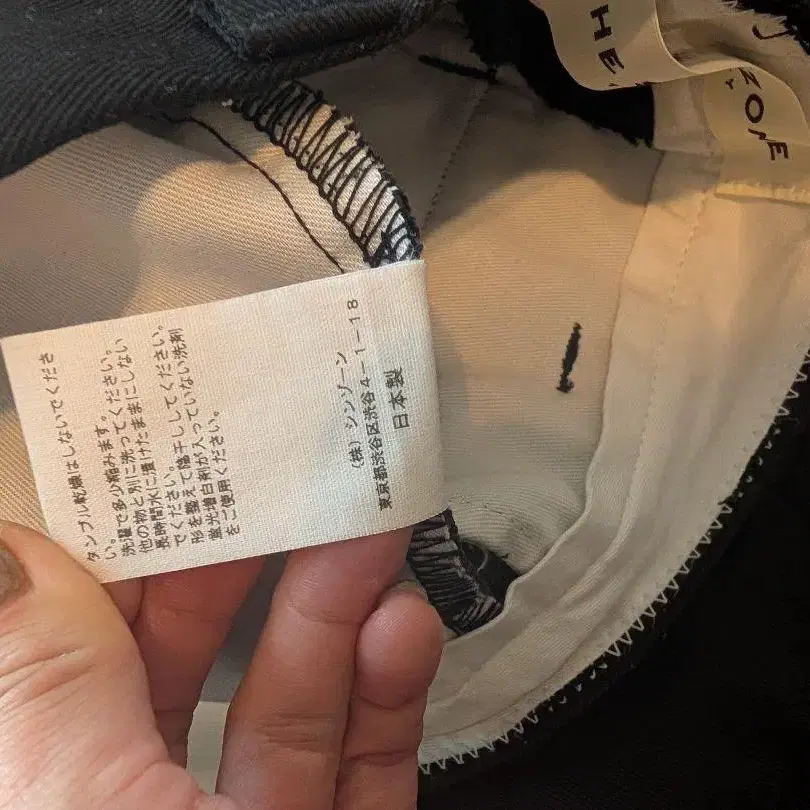 タンブル乾燥はしないでくださ
い。
洗濯で多少縮みます。
他の物と別に洗ってください。
長時間水に漬けたままにしない
でください。
形を整えて陰干ししてください。
蛍光増白剤が入っていない洗剤
をご使用ください。
(株) シンゾーン
東京都渋谷区渋谷4-1-18
日本製
THE
ZONE